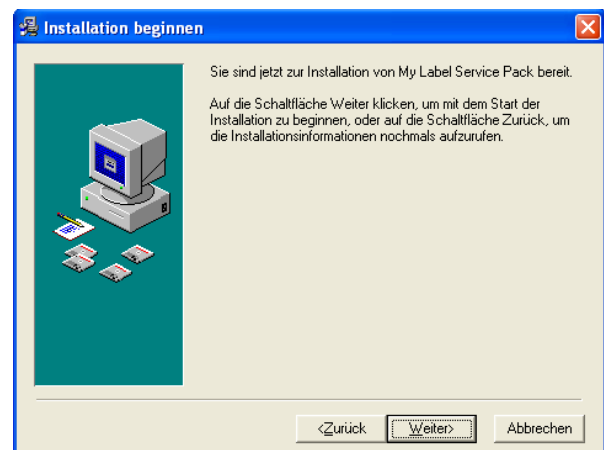 Installation beginnen
Sie sind jetzt zur Installation von My Label Service Pack bereit.
Auf die Schaltfläche Weiter klicken, um mit dem Start der
Installation zu beginnen, oder auf die Schaltfläche Zurück, um
die Installationsinformationen nochmals aufzurufen.
<Zurück
Weiter>
Abbrechen